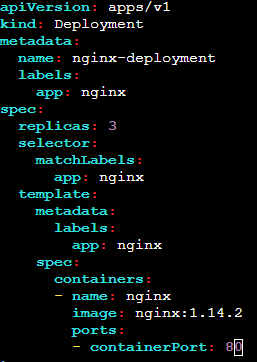 apiVersion: apps/v1
kind: Deployment
metadata:
  name: nginx-deployment
  labels:
    app: nginx
spec:
  replicas: 3
  selector:
    matchLabels:
      app: nginx
  template:
    metadata:
      labels:
        app: nginx
    spec:
      containers:
      - name: nginx
        image: nginx:1.14.2
        ports:
        - containerPort: 80